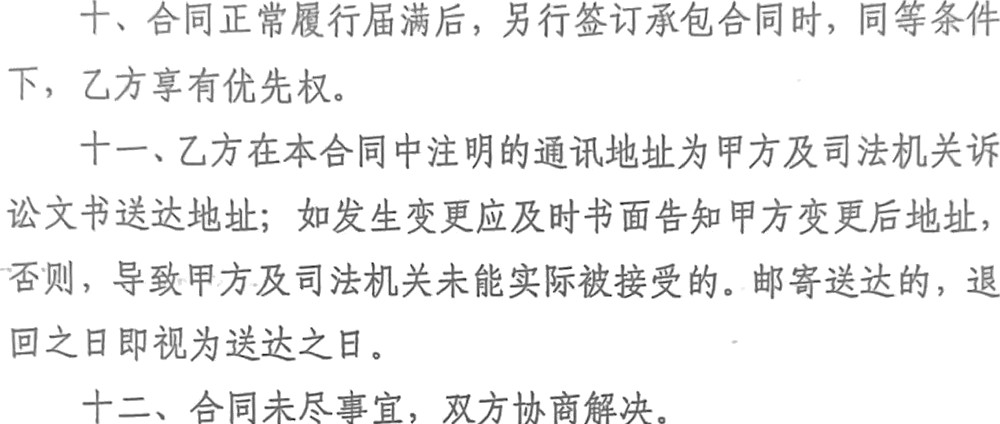 十、合同正常履行届满后，另行签订承包合同时，同等条件
下，乙方享有优先权。
十一、乙方在本合同中注明的通讯地址为甲方及司法机关诉
讼文书送达地址；如发生变更应及时书面告知甲方变更后地址，
否则，导致甲方及司法机关未能实际被接受的。邮寄送达的，退
回之日即视为送达之日。
十二、合同未尽事宜，双方协商解决。